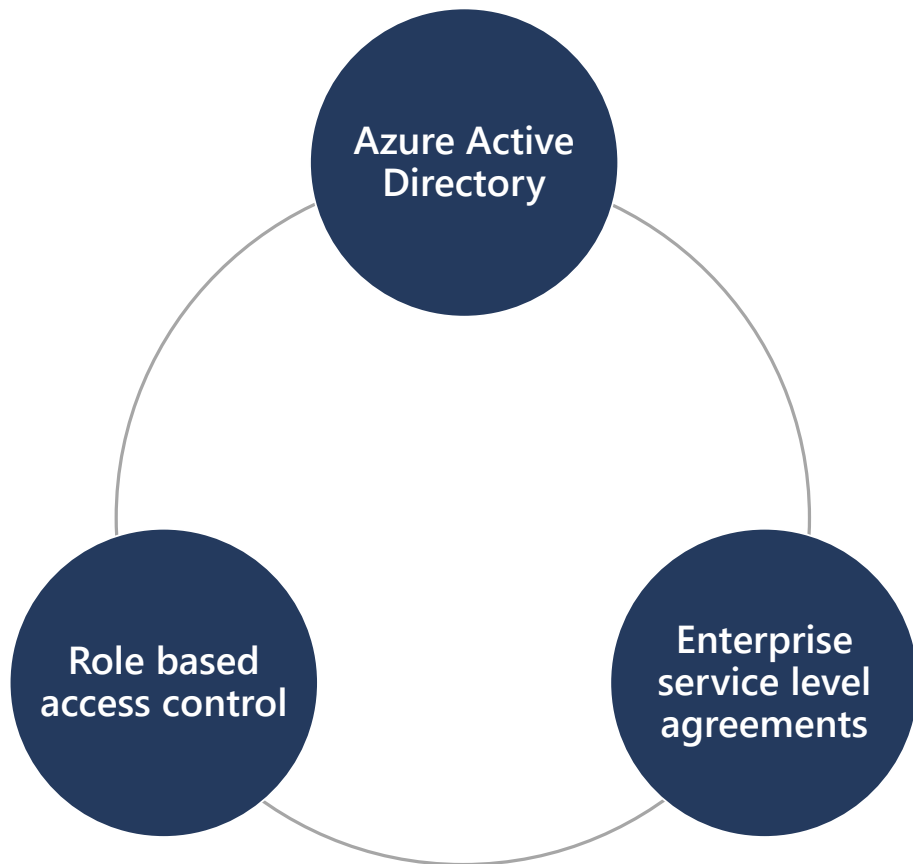 Azure Active
Directory
Role based
access control
Enterprise
service level
agreements